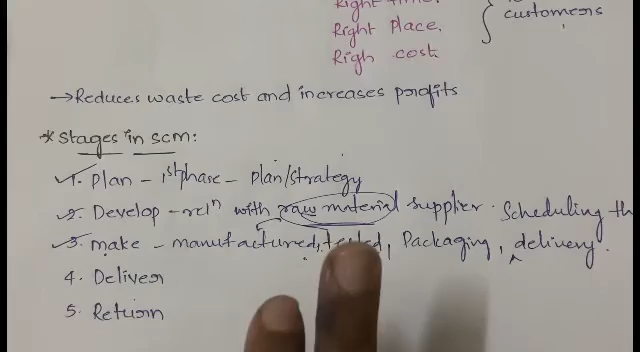 Right time.
Right Place.
Righ cost.
customers
→ Reduces waste cost and increases profits
* Stages in SCM:
1. Plan - 1st phase - plan/strategy
2. Develop - reln with raw material supplier. Scheduling th
3. make - manufactured, tested, Packaging, delivery.
4. Deliver
5. Return